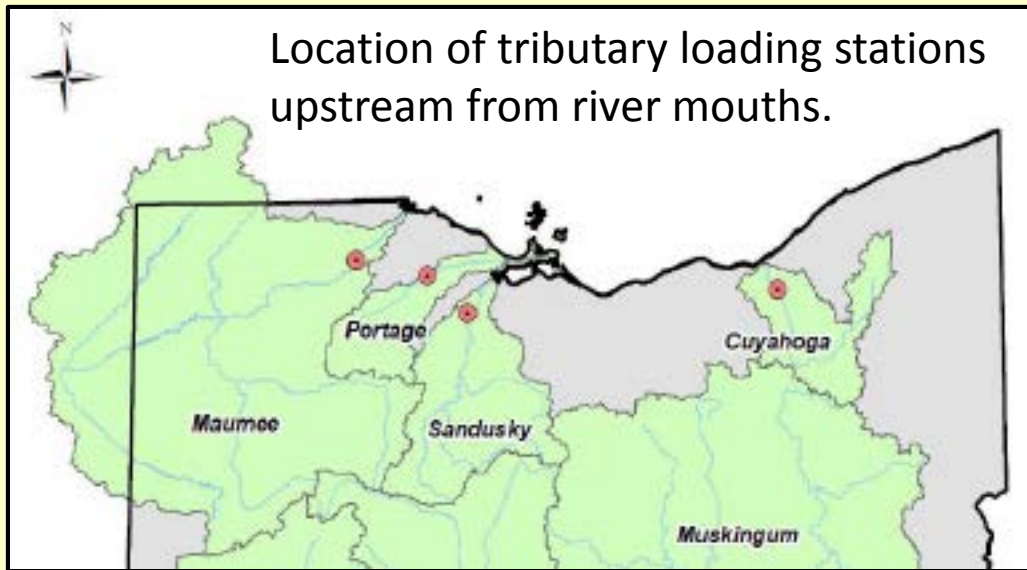 N
Location of tributary loading stations
upstream from river mouths.
Portage
Cuyahoga
Maumee
Sandusky
Muskingum